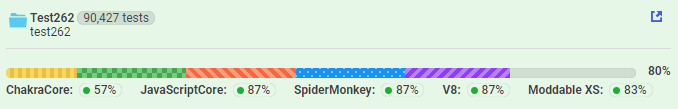 Test262 90,427 tests
test262
80%
ChakraCore: 57% JavaScriptCore: 87% SpiderMonkey: 87% V8: 87% Moddable XS: 83%